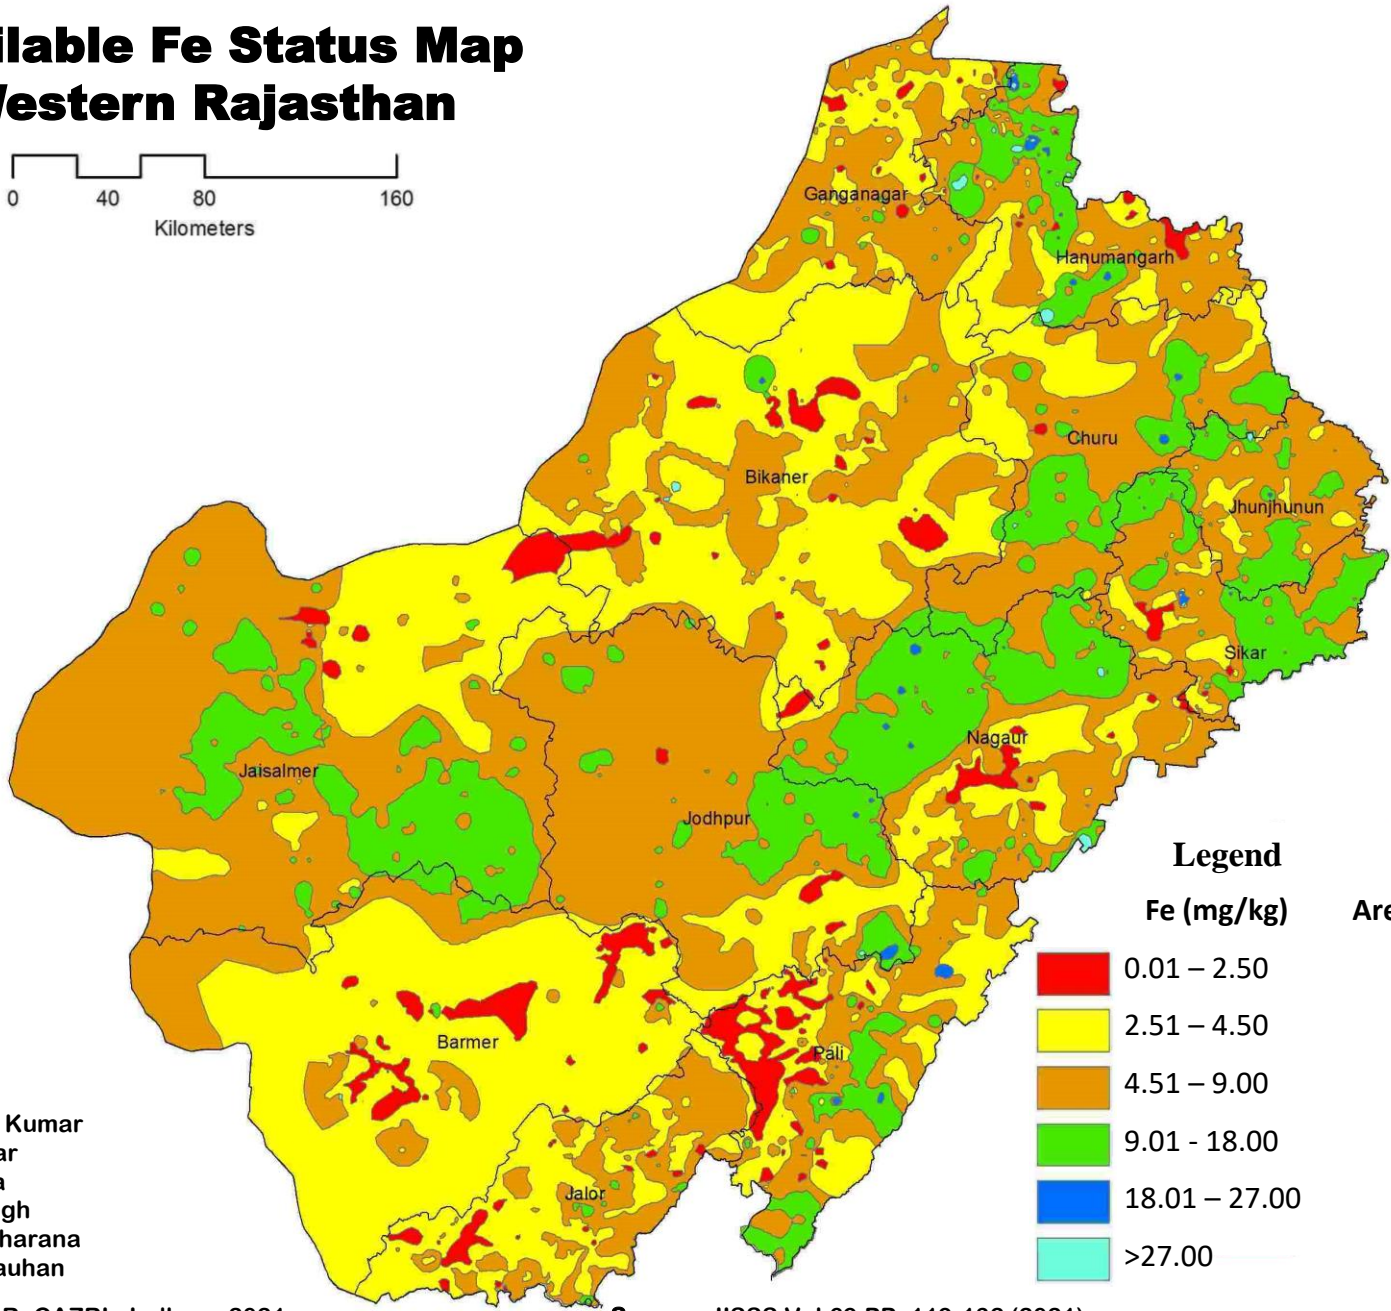 ilable Fe Status Map
Western Rajasthan
0 40 80 160
Kilometers
Ganganagar
Hanumangarh
Churu
Bikaner
Jhunjhunun
Sikar
Nagaur
Jaisalmer
Jodhpur
Legend
Fe (mg/kg) Are
0.01 – 2.50
2.51 – 4.50
4.51 – 9.00
9.01 - 18.00
18.01 – 27.00
>27.00
Barmer
Pali
Jalor
Kumar
ar
a
gh
harana
auhan